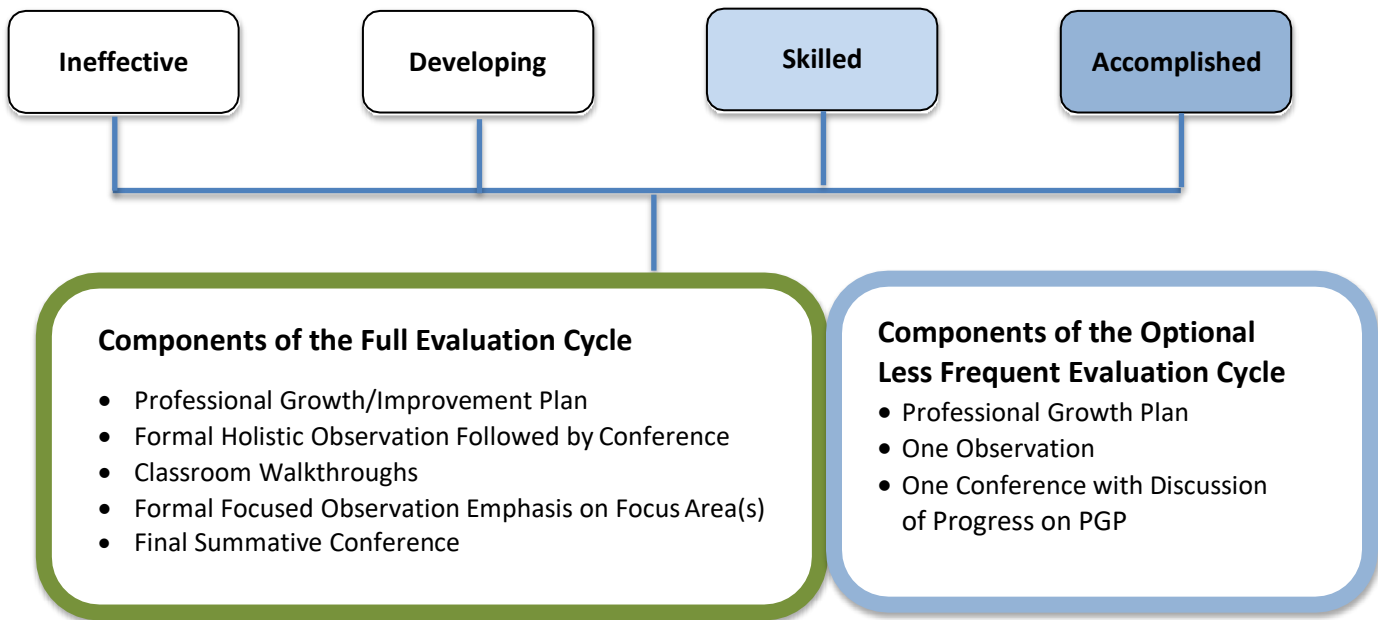 Ineffective
Developing
Skilled
Accomplished
Components of the Full Evaluation Cycle
• Professional Growth/Improvement Plan
• Formal Holistic Observation Followed by Conference
• Classroom Walkthroughs
• Formal Focused Observation Emphasis on Focus Area(s)
• Final Summative Conference
Components of the Optional
Less Frequent Evaluation Cycle
• Professional Growth Plan
• One Observation
• One Conference with Discussion
of Progress on PGP